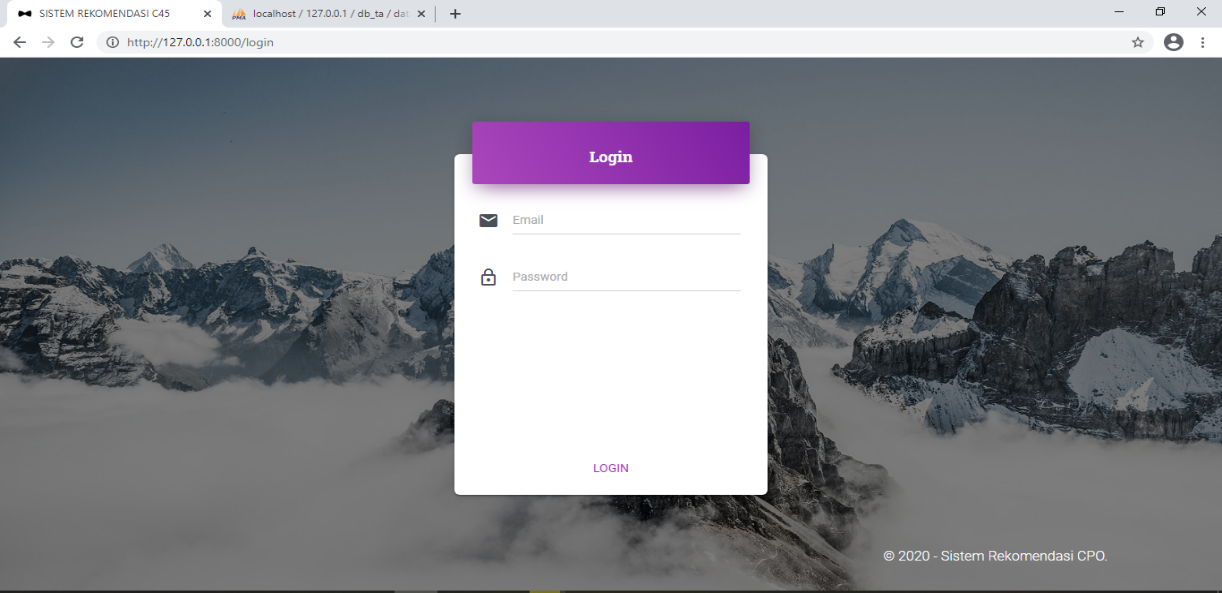 SISTEM REKOMENDASI C45
localhost / 127.0.0.1 / db_ta / dat
http://127.0.0.1:8000/login
Login
Email
Password
LOGIN
© 2020 - Sistem Rekomendasi CPO.